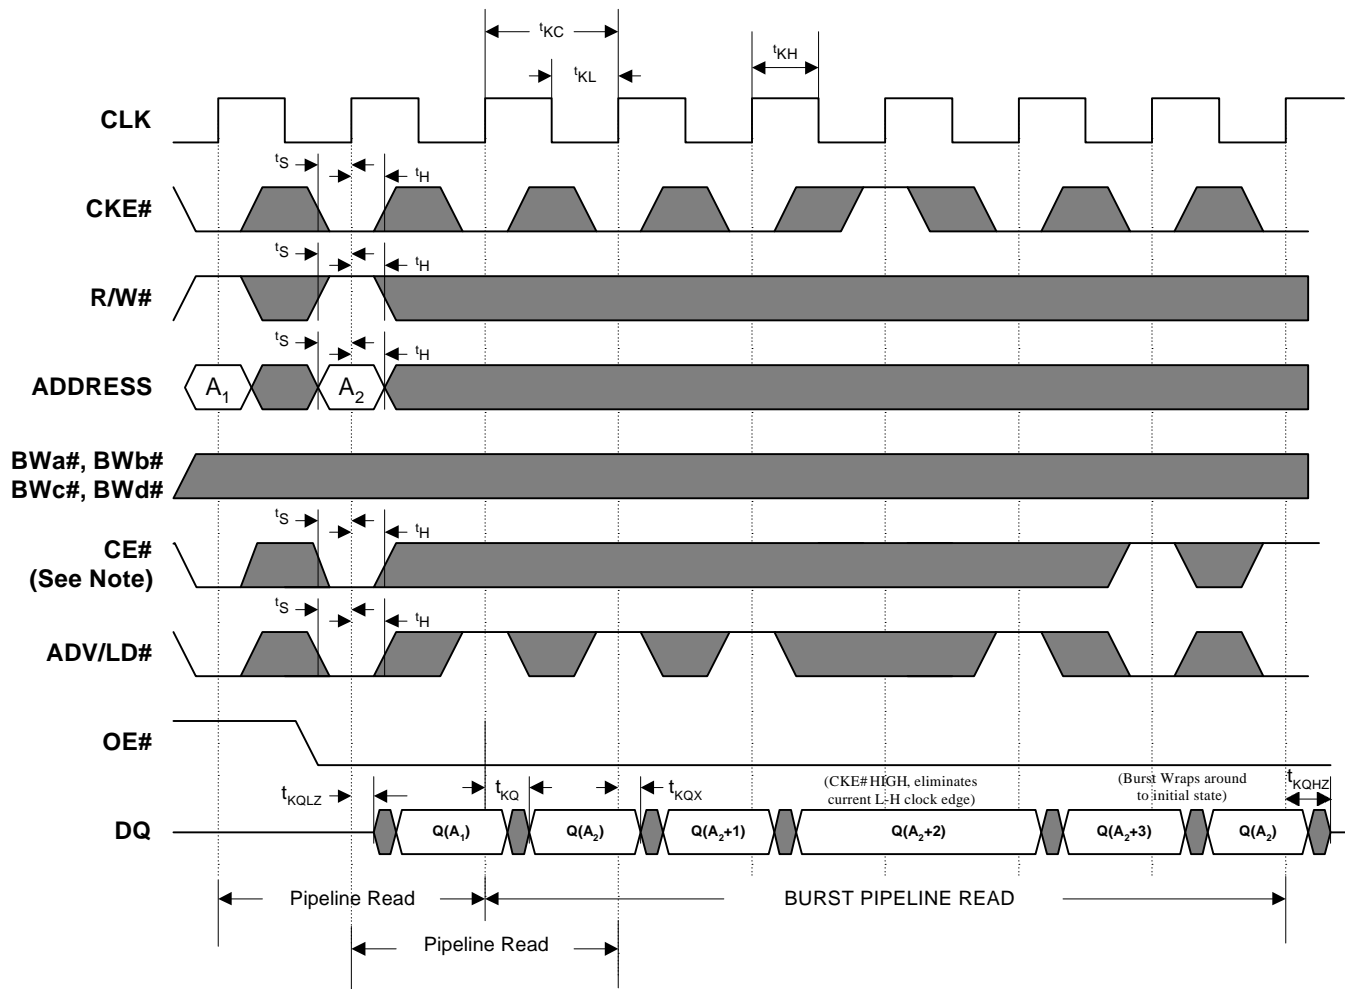 tKC
tKH
tKL
CLK
tS
tH
CKE#
tS
tH
R/W#
tS
tH
ADDRESS
A1
A2
BWa#, BWb#
BWc#, BWd#
tS
tH
CE#
(See Note)
tS
tH
ADV/LD#
OE#
(CKE# HIGH, eliminates
current L-H clock edge)
(Burst Wraps around
to initial state)
tKQLZ
tKQ
tKQX
tKQHZ
DQ
Q(A1)
Q(A2)
Q(A2+1)
Q(A2+2)
Q(A2+3)
Q(A2)
Pipeline Read
BURST PIPELINE READ
Pipeline Read